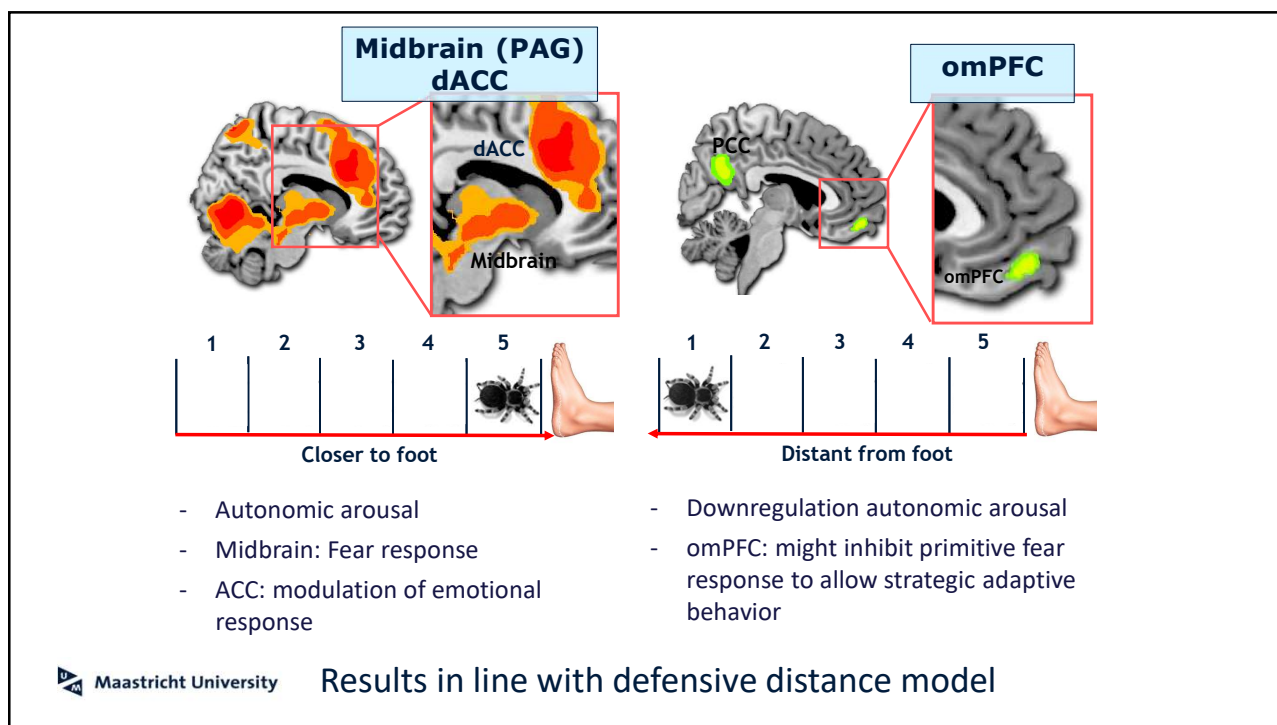 Midbrain (PAG)
dACC
dACC
Midbrain
1 2 3 4 5
Closer to foot
- Autonomic arousal
- Midbrain: Fear response
- ACC: modulation of emotional
response
omPFC
PCC
omPFC
1 2 3 4 5
Distant from foot
- Downregulation autonomic arousal
- omPFC: might inhibit primitive fear
response to allow strategic adaptive
behavior
UM Maastricht University
Results in line with defensive distance model